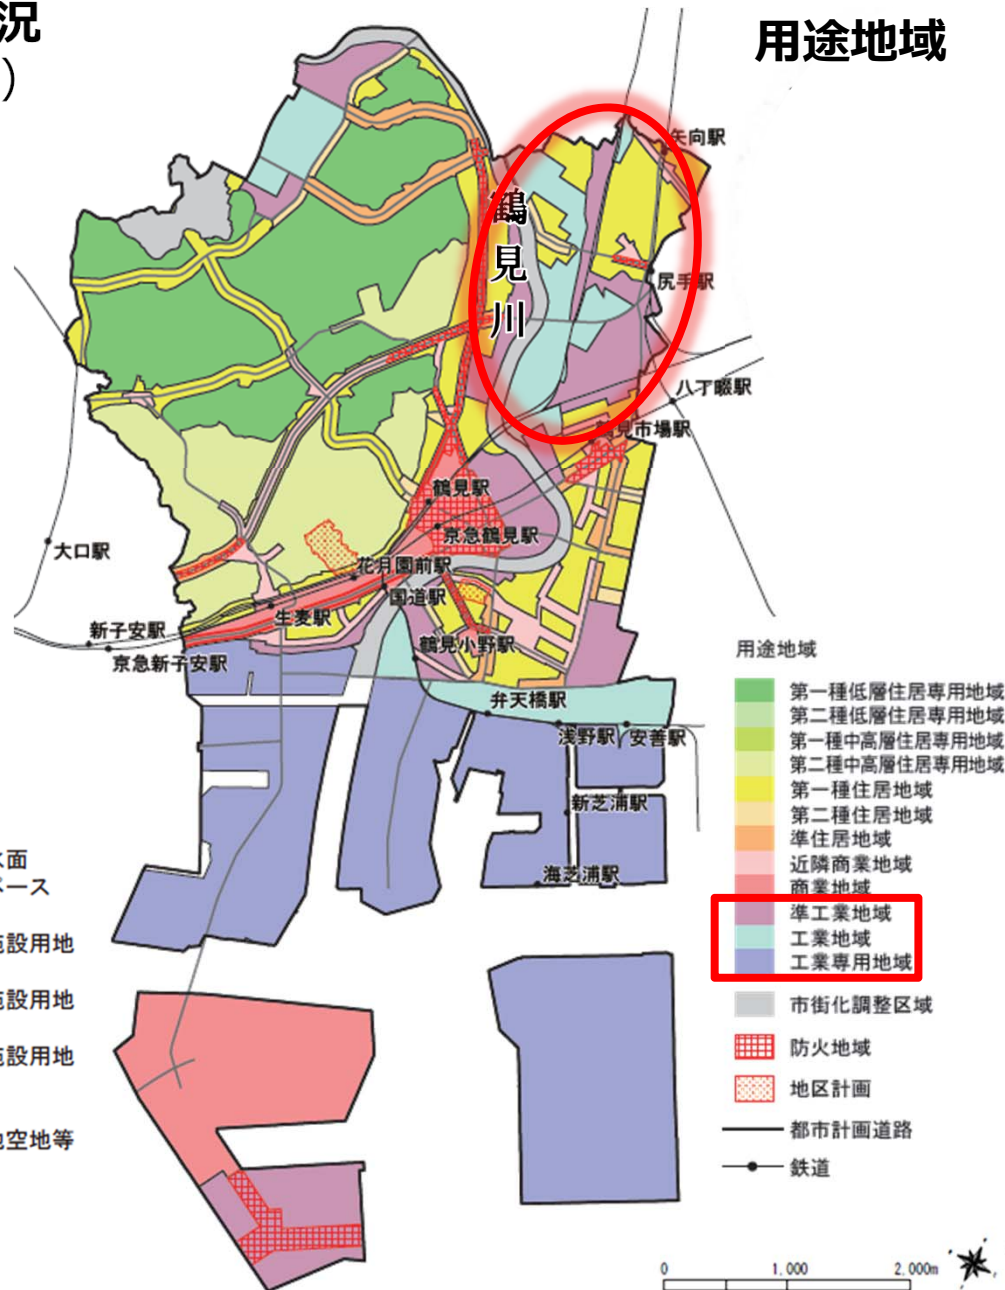 況
)
用途地域
矢向駅
鶴見川
尻手駅
八丁畷駅
鶴見市場駅
鶴見駅
京急鶴見駅
大口駅
花月園前駅
国道駅
生麦駅
新子安駅
京急新子安駅
鶴見小野駅
弁天橋駅
浅野駅
安善駅
新芝浦駅
海芝浦駅
用途地域
第一種低層住居専用地域
第二種低層住居専用地域
第一種中高層住居専用地域
第二種中高層住居専用地域
第一種住居地域
第二種住居地域
準住居地域
近隣商業地域
商業地域
準工業地域
工業地域
工業専用地域
市街化調整区域
防火地域
地区計画
都市計画道路
鉄道
水面
ペース
施設用地
施設用地
施設用地
地空地等
0 1,000 2,000m